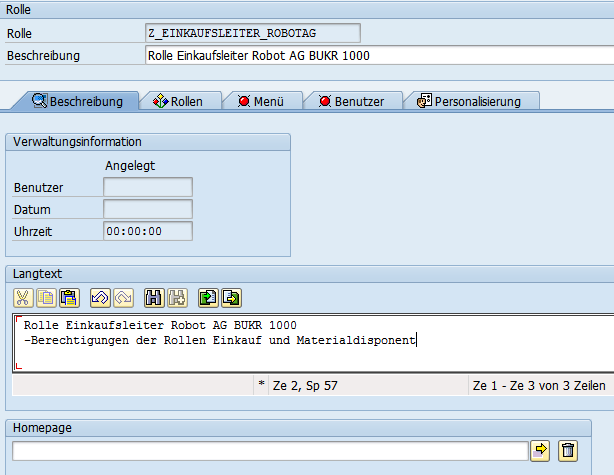 Rolle
Rolle Z_EINKAUFSLEITER_ROBOTAG
Beschreibung Rolle Einkaufsleiter Robot AG BUKR 1000
Beschreibung Rollen Menü Benutzer Personalisierung
Verwaltungsinformation
Angelegt
Benutzer
Datum
Uhrzeit 00:00:00
Langtext
Rolle Einkaufsleiter Robot AG BUKR 1000
-Berechtigungen der Rollen Einkauf und Materialdisponent
* Ze 2, Sp 57 Ze 1 - Ze 3 von 3 Zeilen
Homepage